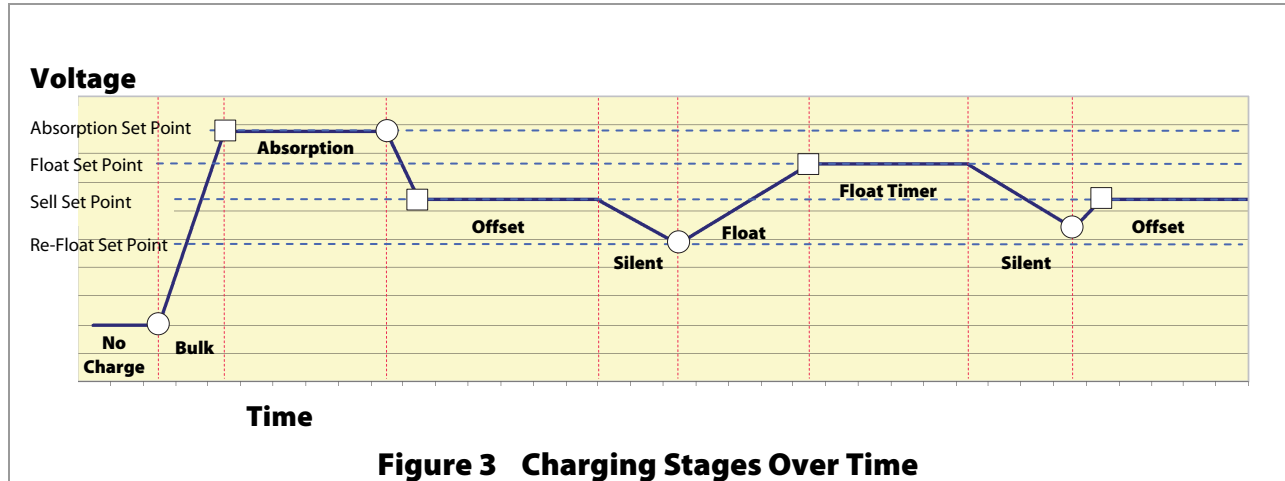 Voltage
Absorption Set Point
Absorption
Float Set Point
Float Timer
Sell Set Point
Offset
Float
Offset
Re-Float Set Point
Silent
Silent
No
Charge
Bulk
Time
Figure 3 Charging Stages Over Time